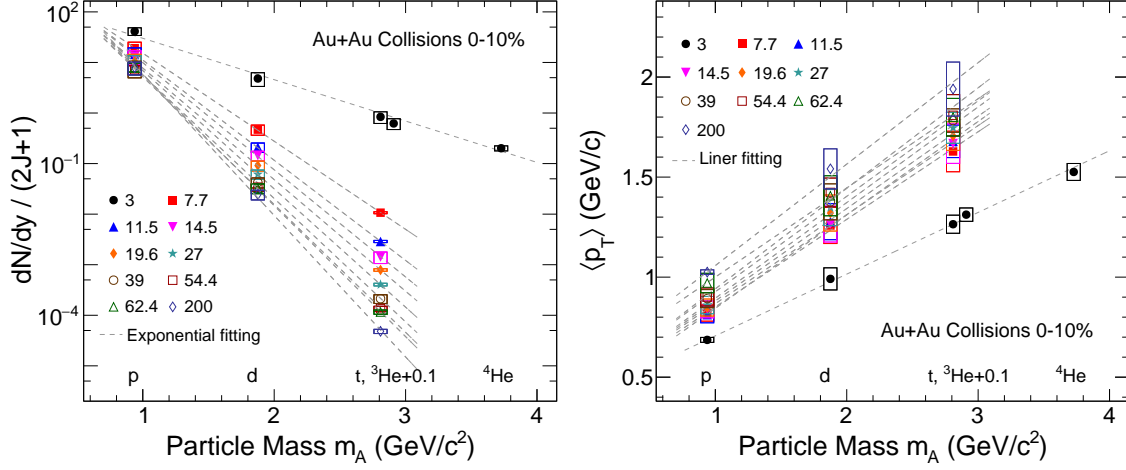 10²
10⁻¹
10⁻⁴
dN/dy / (2J+1)
Au+Au Collisions 0-10%
3 7.7
11.5 14.5
19.6 27
39 54.4
62.4 200
Exponential fitting
p d t, ³He+0.1 ⁴He
1 2 3 4
Particle Mass m_A (GeV/c²)
2
1.5
1
0.5
⟨p_T⟩ (GeV/c)
3 7.7 11.5
14.5 19.6 27
39 54.4 62.4
200
Liner fitting
Au+Au Collisions 0-10%
p d t, ³He+0.1 ⁴He
1 2 3 4
Particle Mass m_A (GeV/c²)